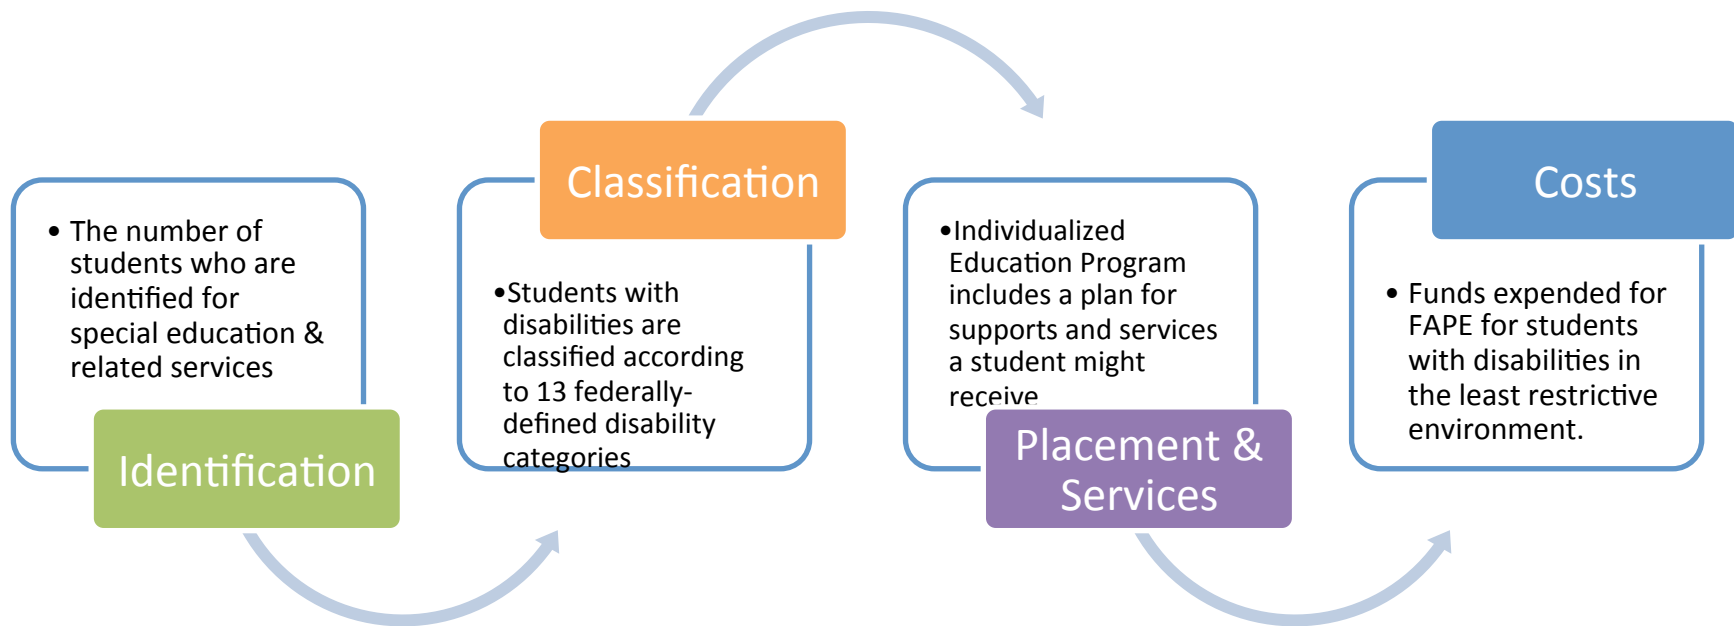 • The number of
students who are
identified for
special education &
related services
Identification
Classification
•Students with
disabilities are
classified according
to 13 federally-
defined disability
categories
•Individualized
Education Program
includes a plan for
supports and services
a student might
receive
Placement &
Services
Costs
• Funds expended for
FAPE for students
with disabilities in
the least restrictive
environment.